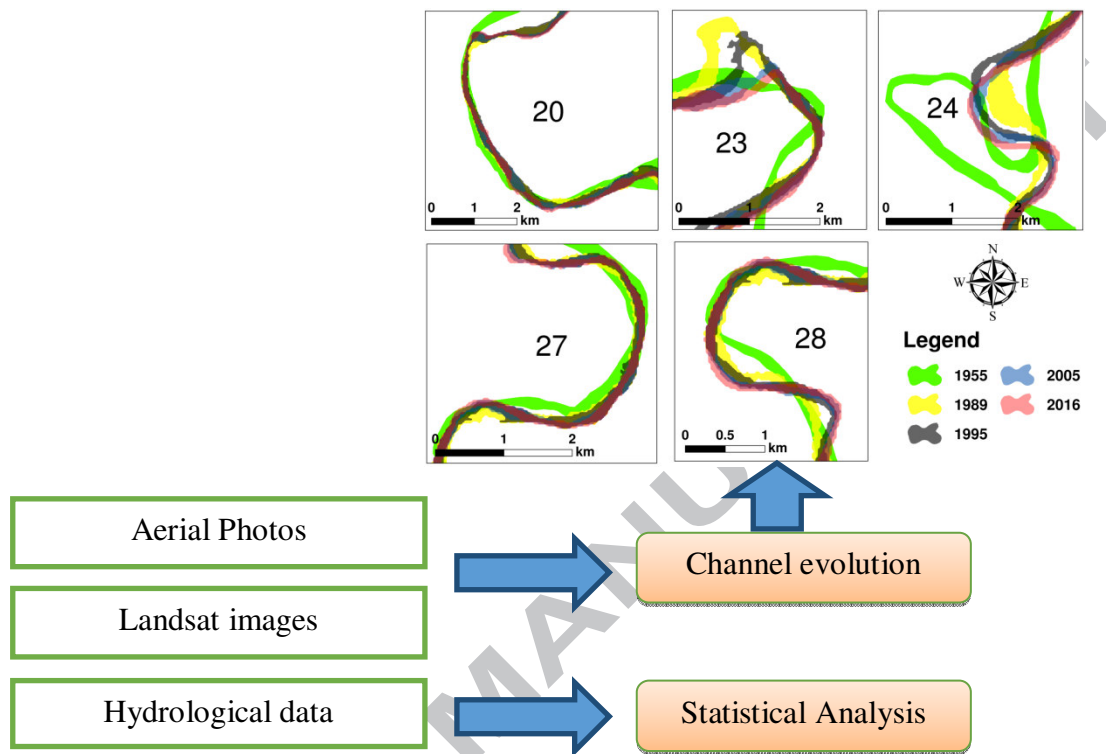 20
23
24
0 1 2 km
0 1 2 km
0 1 2 km
27
28
0 1 2 km
0 0.5 1 km
N
W E
S
Legend
1955 2005
1989 2016
1995
Aerial Photos
Channel evolution
Landsat images
Hydrological data
Statistical Analysis
MANU